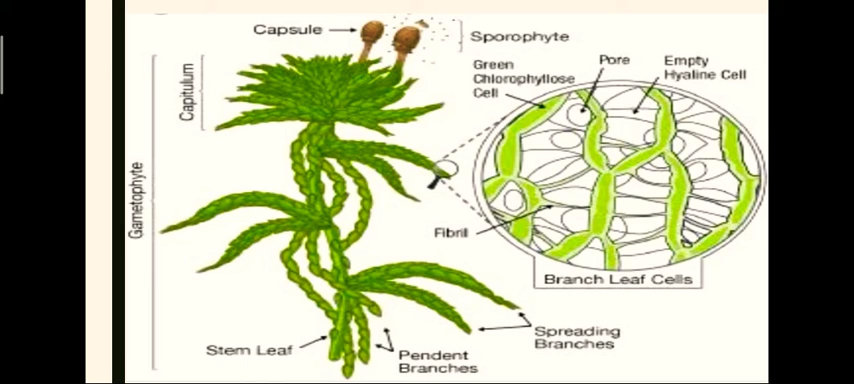 Capsule
Sporophyte
Capitulum
Green
Chlorophyllose
Cell
Pore
Empty
Hyaline Cell
Gametophyte
Fibril
Branch Leaf Cells
Stem Leaf
Pendent
Branches
Spreading
Branches